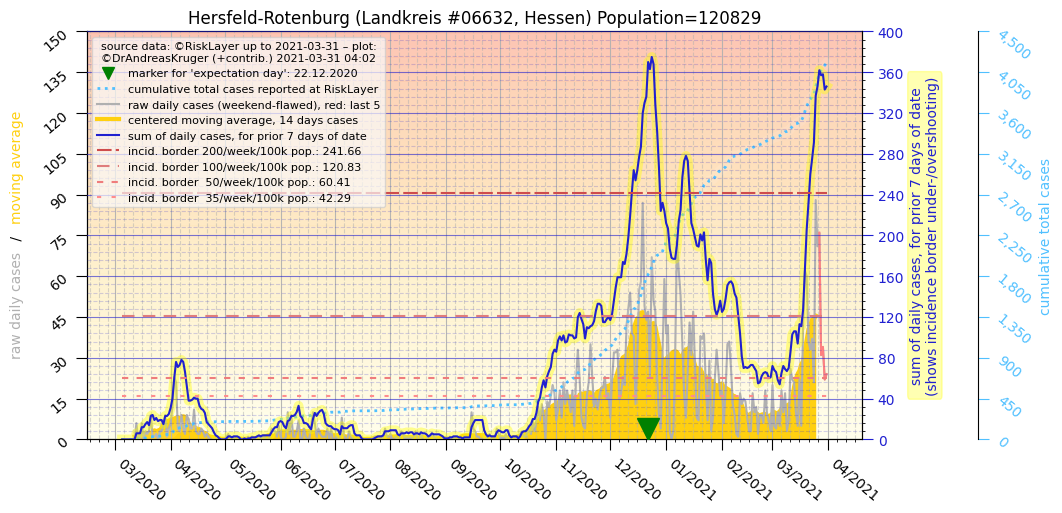 Hersfeld-Rotenburg (Landkreis #06632, Hessen) Population=120829
source data: ©RiskLayer up to 2021-03-31 – plot:
©DrAndreasKruger (+contrib.) 2021-03-31 04:02
marker for 'expectation day': 22.12.2020
cumulative total cases reported at RiskLayer
raw daily cases (weekend-flawed), red: last 5
centered moving average, 14 days cases
sum of daily cases, for prior 7 days of date
incid. border 200/week/100k pop.: 241.66
incid. border 100/week/100k pop.: 120.83
incid. border  50/week/100k pop.: 60.41
incid. border  35/week/100k pop.: 42.29
raw daily cases / moving average
150
135
120
105
90
75
60
45
30
15
0
400
360
320
280
240
200
160
120
80
40
0
sum of daily cases, for prior 7 days of date
(shows incidence border under-/overshooting)
4,500
4,050
3,600
3,150
2,700
2,250
1,800
1,350
900
450
0
cumulative total cases
03/2020
04/2020
05/2020
06/2020
07/2020
08/2020
09/2020
10/2020
11/2020
12/2020
01/2021
02/2021
03/2021
04/2021